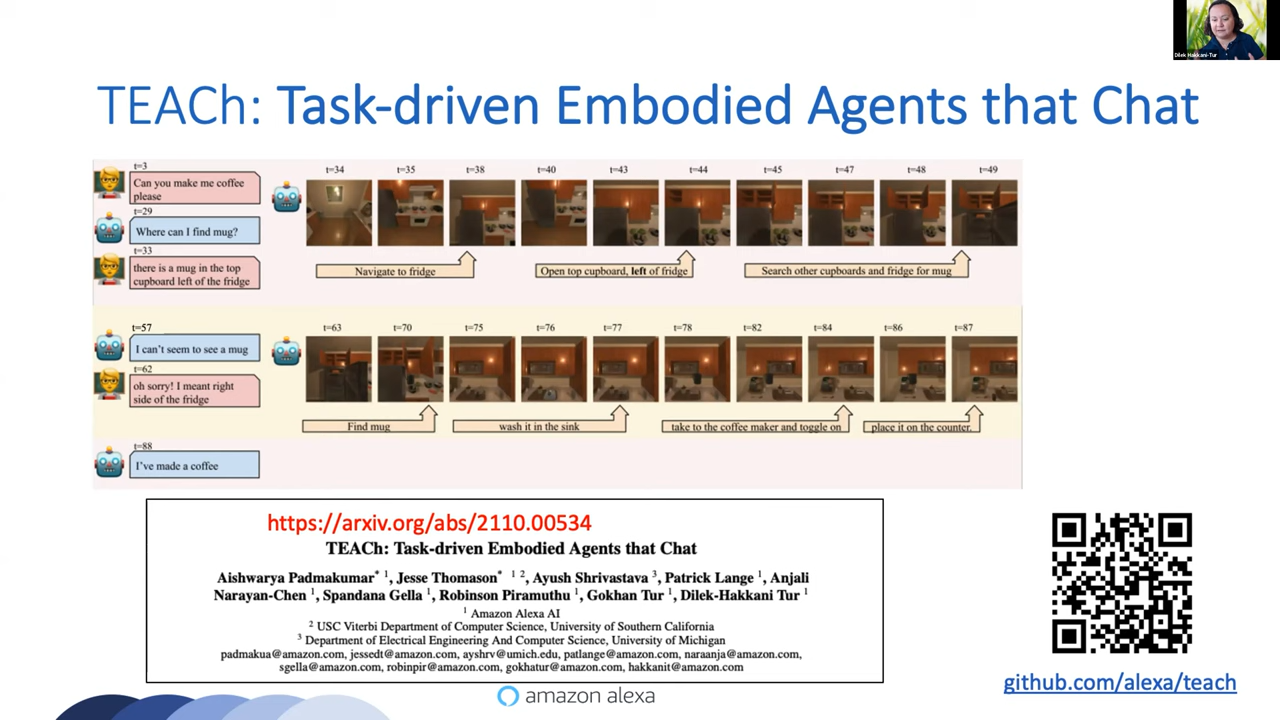 Dilek Hakkani-Tur
TEACh: Task-driven Embodied Agents that Chat
t=3
Can you make me coffee
please
t=29
Where can I find mug?
t=33
there is a mug in the top
cupboard left of the fridge
t=34 t=35 t=38 t=40 t=43 t=44 t=45 t=47 t=48 t=49
Navigate to fridge
Open top cupboard, left of fridge
Search other cupboards and fridge for mug
t=57
I can't seem to see a mug
t=62
oh sorry! I meant right
side of the fridge
t=63 t=70 t=75 t=76 t=77 t=78 t=82 t=84 t=86 t=87
Find mug
wash it in the sink
take to the coffee maker and toggle on
place it on the counter.
t=88
I've made a coffee
https://arxiv.org/abs/2110.00534
TEACh: Task-driven Embodied Agents that Chat
Aishwarya Padmakumar* 1, Jesse Thomason* 1 2, Ayush Shrivastava 3, Patrick Lange 1, Anjali
Narayan-Chen 1, Spandana Gella 1, Robinson Piramuthu 1, Gokhan Tur 1, Dilek-Hakkani Tur 1
1 Amazon Alexa AI
2 USC Viterbi Department of Computer Science, University of Southern California
3 Department of Electrical Engineering And Computer Science, University of Michigan
padmakua@amazon.com, jessedt@amazon.com, ayshrv@umich.edu, patlange@amazon.com, naraanja@amazon.com,
sgella@amazon.com, robinpir@amazon.com, gokhatur@amazon.com, hakkanit@amazon.com
amazon alexa
github.com/alexa/teach